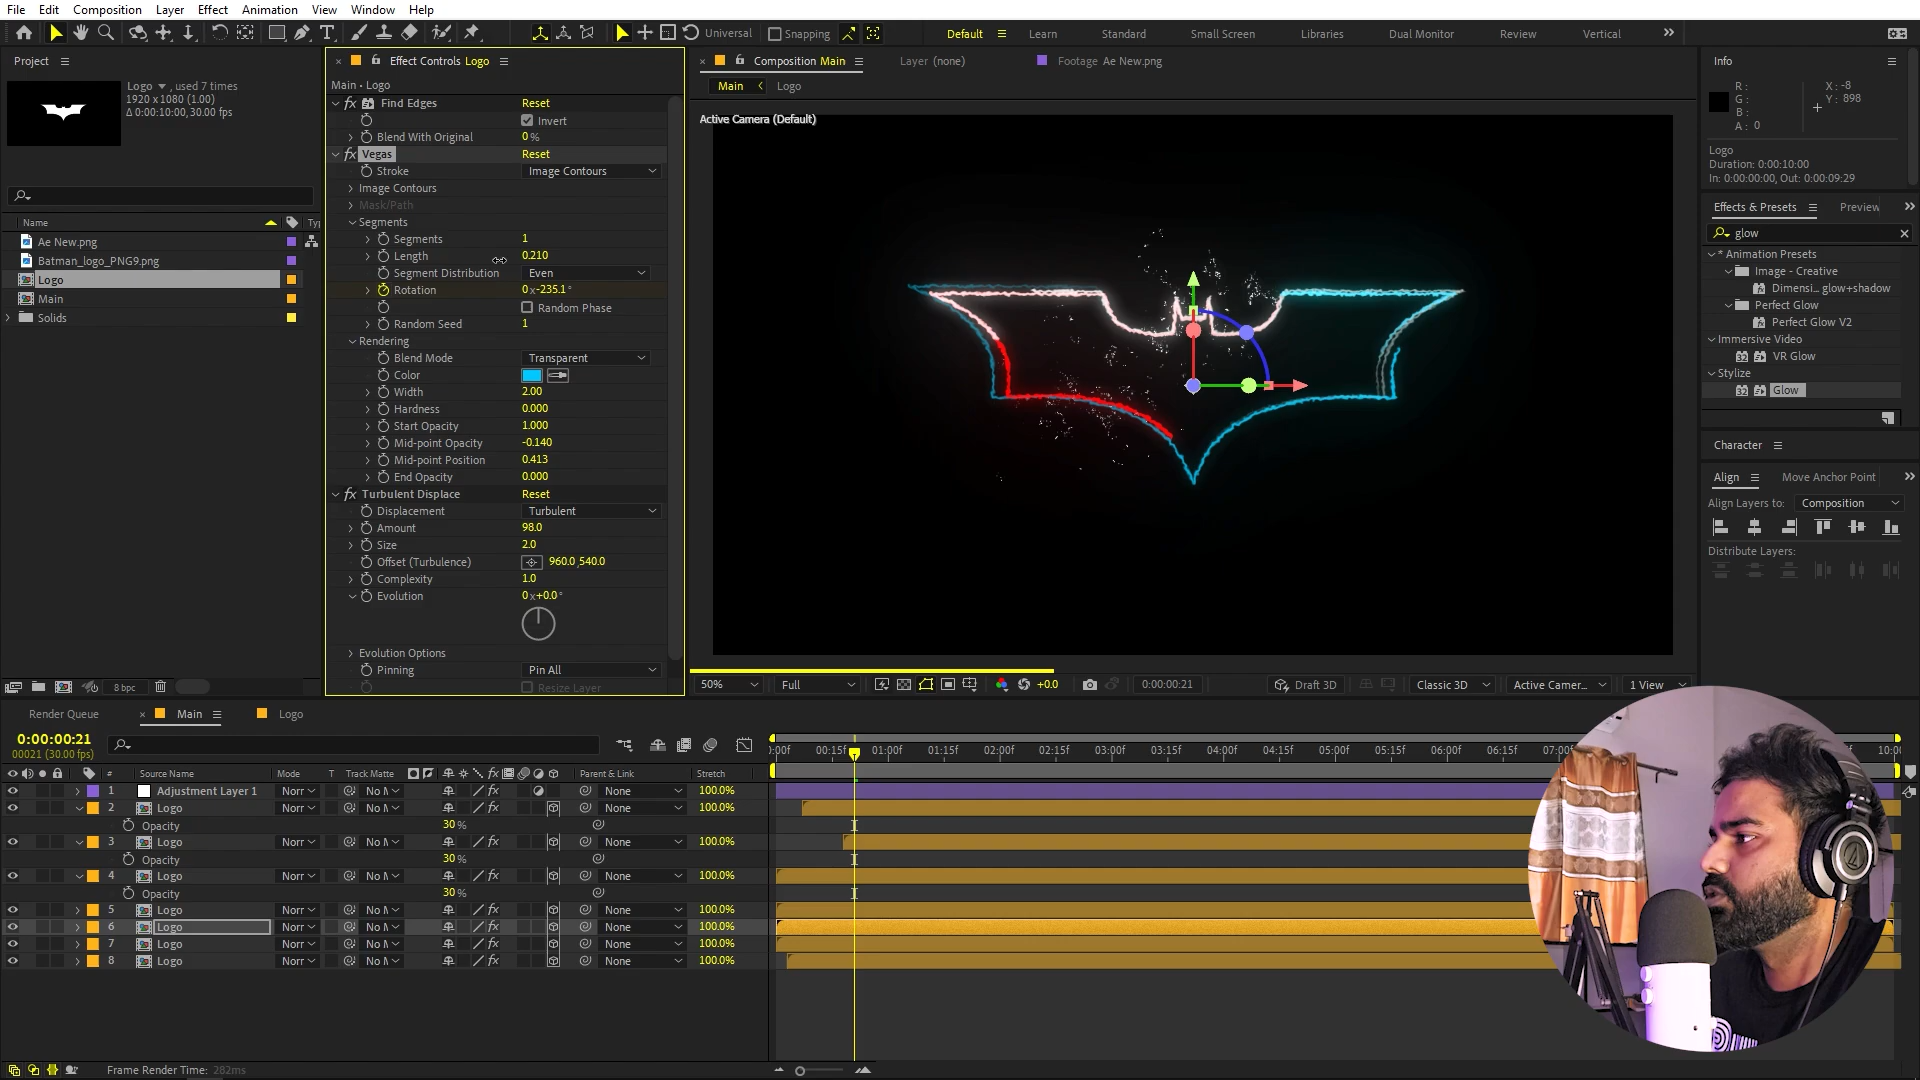 File Edit Composition Layer Effect Animation View Window Help
Universal Snapping Default Learn Standard Small Screen Libraries Dual Monitor Review Vertical
Project
Logo , used 7 times
1920 x 1080 (1.00)
Δ 0:00:10:00, 30.00 fps
Name
Ae New.png
Batman_logo_PNG9.png
Logo
Main
Solids
8 bpc
Effect Controls Logo
Main • Logo
fx Find Edges Reset
Invert
Blend With Original 0 %
fx Vegas Reset
Stroke Image Contours
Image Contours
Mask/Path
Segments
Segments 1
Length 0.210
Segment Distribution Even
Rotation 0 x-235.1 °
Random Phase
Random Seed 1
Rendering
Blend Mode Transparent
Color
Width 2.00
Hardness 0.000
Start Opacity 1.000
Mid-point Opacity -0.140
Mid-point Position 0.413
End Opacity 0.000
fx Turbulent Displace Reset
Displacement Turbulent
Amount 98.0
Size 2.0
Offset (Turbulence) 960.0 ,540.0
Complexity 1.0
Evolution 0 x+0.0 °
Evolution Options
Pinning Pin All
Resize Layer
Composition Main Layer (none) Footage Ae New.png
Main Logo
Active Camera (Default)
50% Full +0.0 0:00:00:21 Draft 3D Classic 3D Active Camer... 1 View
Info
R : X : -8
G : Y : 898
B :
A : 0
Logo
Duration: 0:00:10:00
In: 0:00:00:00, Out: 0:00:09:29
Effects & Presets Preview
glow
* Animation Presets
Image - Creative
Dimensi... glow+shadow
Perfect Glow
Perfect Glow V2
Immersive Video
VR Glow
Stylize
Glow
Character
Align Move Anchor Point
Align Layers to: Composition
Distribute Layers:
Render Queue Main Logo
0:00:00:21
00021 (30.00 fps)
:00f 00:15f 01:00f 01:15f 02:00f 02:15f 03:00f 03:15f 04:00f 04:15f 05:00f 05:15f 06:00f 06:15f 07:00f 10:00
# Source Name Mode T Track Matte fx Parent & Link Stretch
1 Adjustment Layer 1 Norr No M fx None 100.0%
2 Logo Norr No M fx None 100.0%
Opacity 30 %
3 Logo Norr No M fx None 100.0%
Opacity 30 %
4 Logo Norr No M fx None 100.0%
Opacity 30 %
5 Logo Norr No M fx None 100.0%
6 Logo Norr No M fx None 100.0%
7 Logo Norr No M fx None 100.0%
8 Logo Norr No M fx None 100.0%
Frame Render Time: 282ms